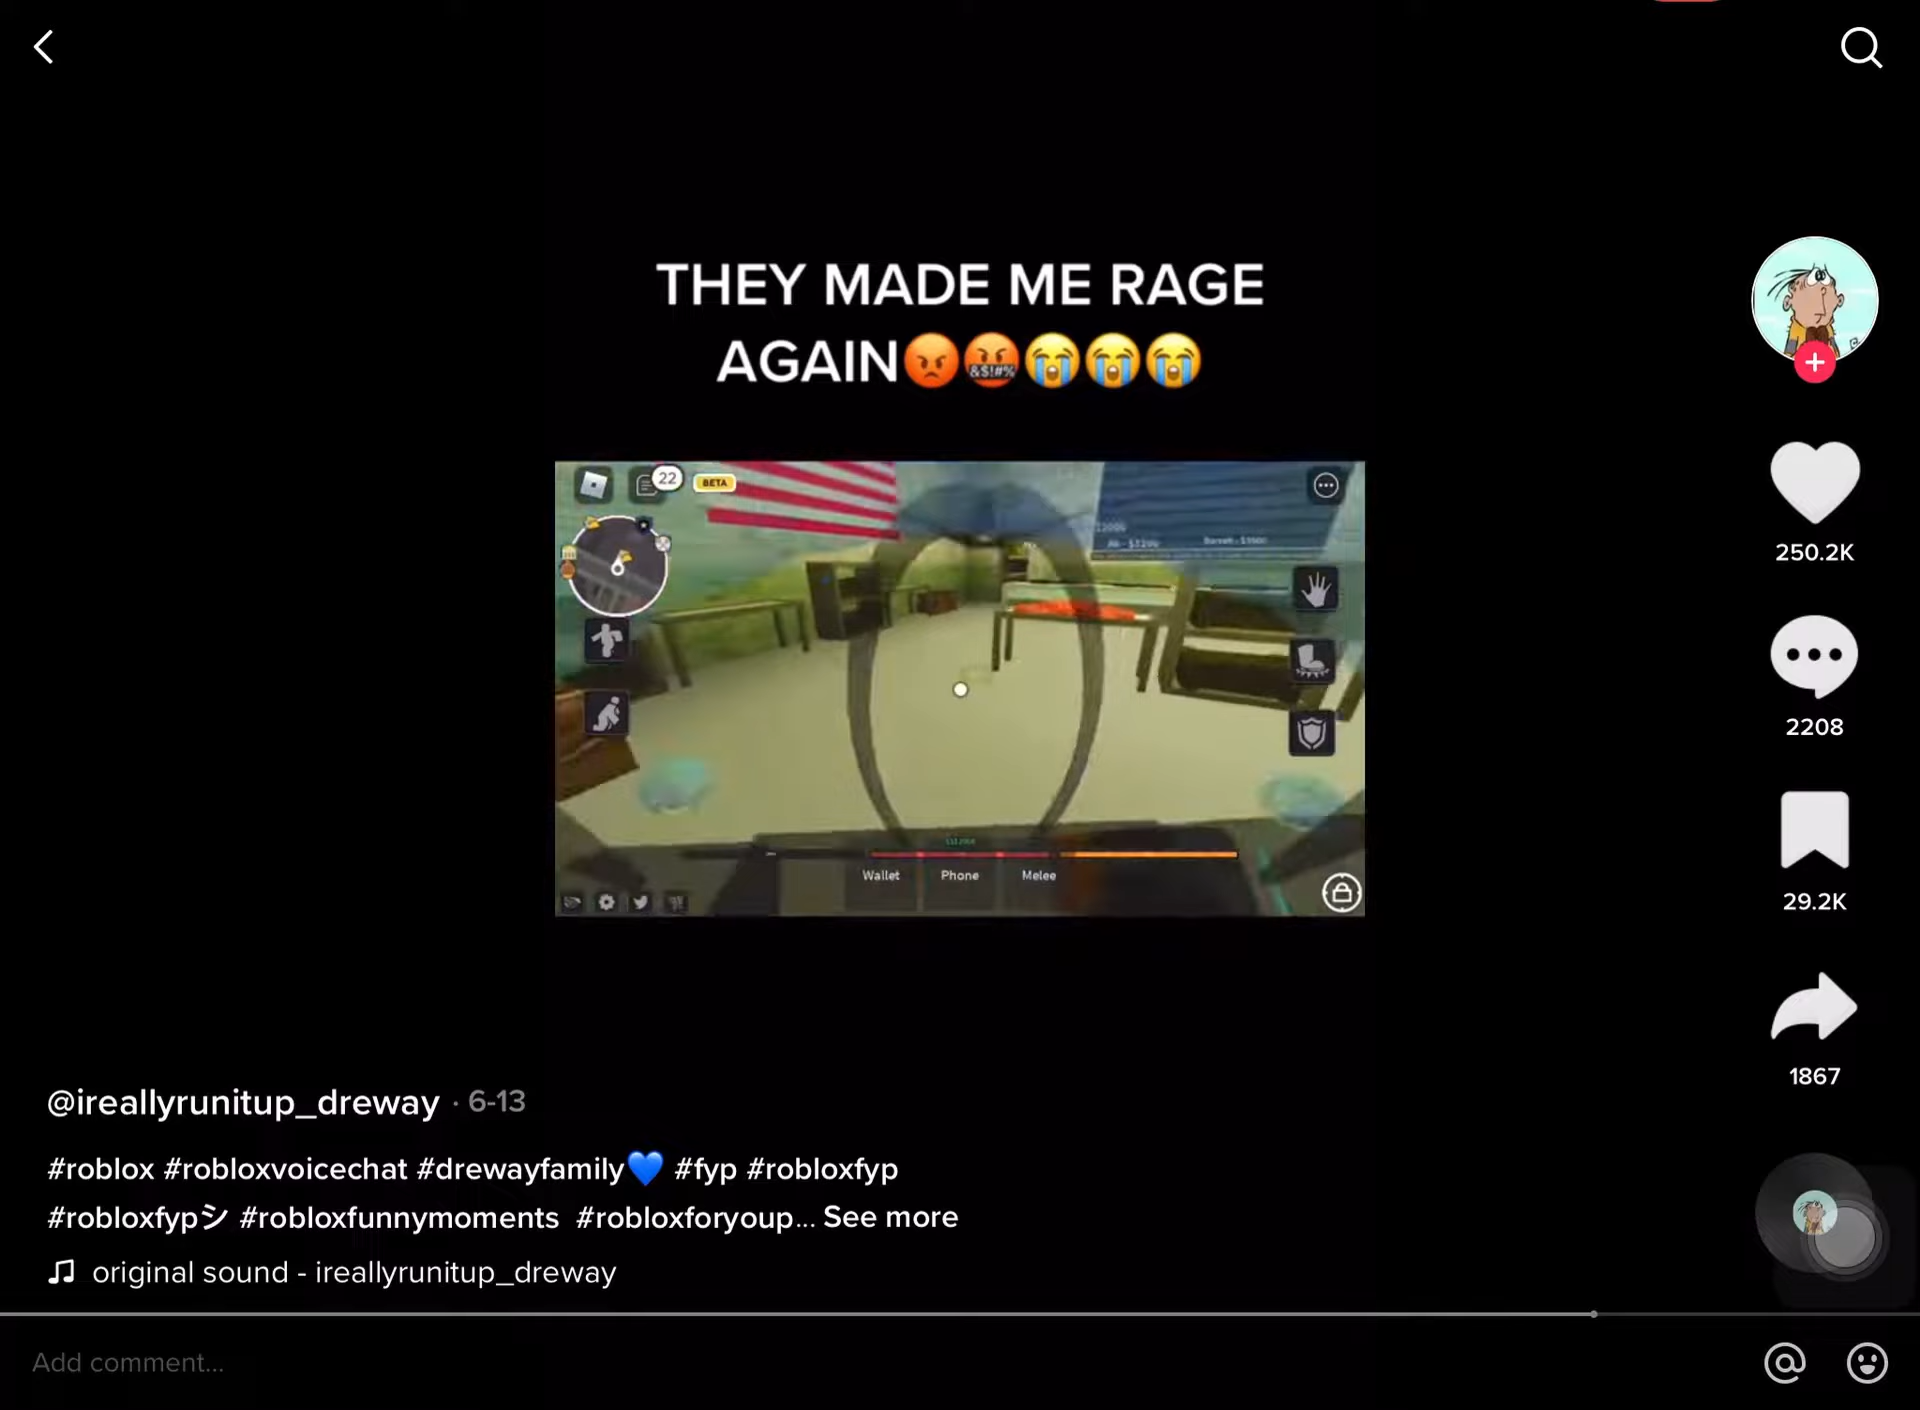 THEY MADE ME RAGE
AGAIN😡🤬😭😭😭
22
BETA
Wallet Phone Melee
250.2K
2208
29.2K
1867
@ireallyrunitup_dreway · 6-13
#roblox #robloxvoicechat #drewayfamily💙 #fyp #robloxfyp
#robloxfypシ #robloxfunnymoments #robloxforyoup... See more
original sound - ireallyrunitup_dreway
Add comment...